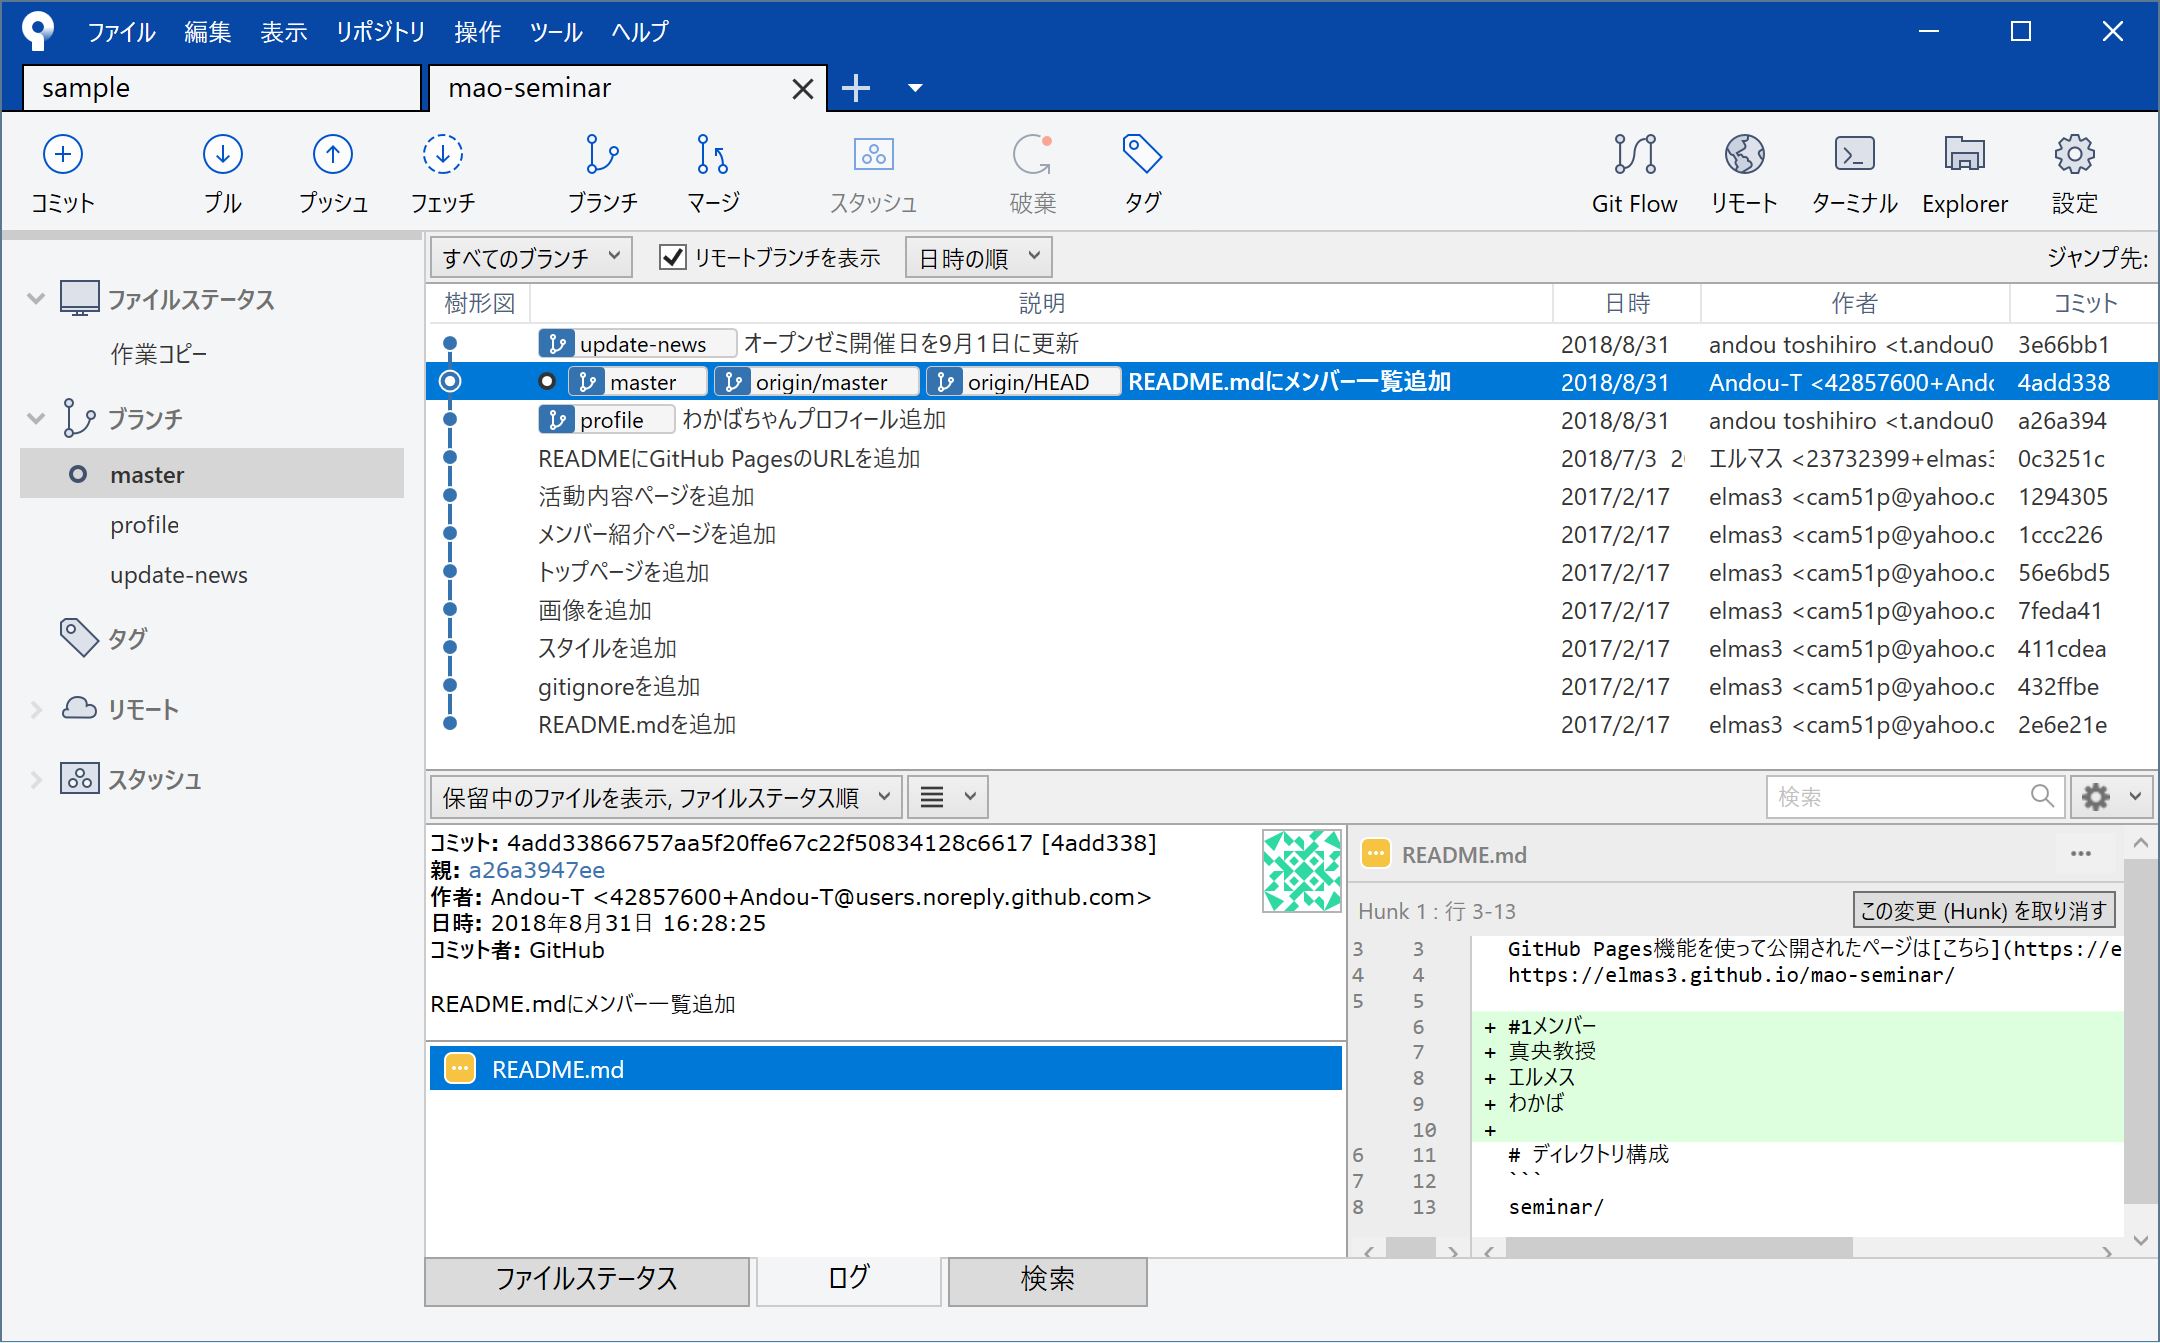 ファイル 編集 表示 リポジトリ 操作 ツール ヘルプ
sample
mao-seminar
コミット プル プッシュ フェッチ ブランチ マージ スタッシュ 破棄 タグ Git Flow リモート ターミナル Explorer 設定
すべてのブランチ リモートブランチを表示 日時の順 ジャンプ先:
ファイルステータス
作業コピー
ブランチ
master
profile
update-news
タグ
リモート
スタッシュ
樹形図 説明 日時 作者 コミット
update-news オープンゼミ開催日を9月1日に更新 2018/8/31 andou toshihiro <t.andou0 3e66bb1
master origin/master origin/HEAD README.mdにメンバー一覧追加 2018/8/31 Andou-T <42857600+Andc 4add338
profile わかばちゃんプロフィール追加 2018/8/31 andou toshihiro <t.andou0 a26a394
READMEにGitHub PagesのURLを追加 2018/7/3 2 エルマス <23732399+elmas3 0c3251c
活動内容ページを追加 2017/2/17 elmas3 <cam51p@yahoo.c 1294305
メンバー紹介ページを追加 2017/2/17 elmas3 <cam51p@yahoo.c 1ccc226
トップページを追加 2017/2/17 elmas3 <cam51p@yahoo.c 56e6bd5
画像を追加 2017/2/17 elmas3 <cam51p@yahoo.c 7feda41
スタイルを追加 2017/2/17 elmas3 <cam51p@yahoo.c 411cdea
gitignoreを追加 2017/2/17 elmas3 <cam51p@yahoo.c 432ffbe
README.mdを追加 2017/2/17 elmas3 <cam51p@yahoo.c 2e6e21e
保留中のファイルを表示, ファイルステータス順 検索
コミット: 4add33866757aa5f20ffe67c22f50834128c6617 [4add338]
親: a26a3947ee
作者: Andou-T <42857600+Andou-T@users.noreply.github.com>
日時: 2018年8月31日 16:28:25
コミット者: GitHub
README.mdにメンバー一覧追加
README.md
README.md
Hunk 1 : 行 3-13 この変更 (Hunk) を取り消す
3 3 GitHub Pages機能を使って公開されたページは[こちら](https://e
4 4 https://elmas3.github.io/mao-seminar/
5 5
6 + #1メンバー
7 + 真央教授
8 + エルメス
9 + わかば
10 +
6 11 # ディレクトリ構成
7 12 ```
8 13 seminar/
ファイルステータス ログ 検索